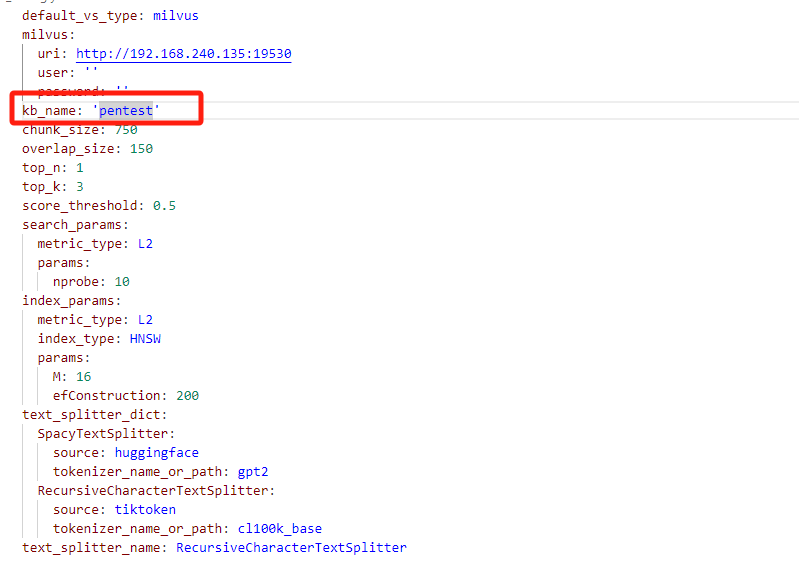 default_vs_type: milvus
milvus:
uri: http://192.168.240.135:19530
user: ''
password: ''
kb_name: 'pentest'
chunk_size: 750
overlap_size: 150
top_n: 1
top_k: 3
score_threshold: 0.5
search_params:
metric_type: L2
params:
nprobe: 10
index_params:
metric_type: L2
index_type: HNSW
params:
M: 16
efConstruction: 200
text_splitter_dict:
SpacyTextSplitter:
source: huggingface
tokenizer_name_or_path: gpt2
RecursiveCharacterTextSplitter:
source: tiktoken
tokenizer_name_or_path: cl100k_base
text_splitter_name: RecursiveCharacterTextSplitter